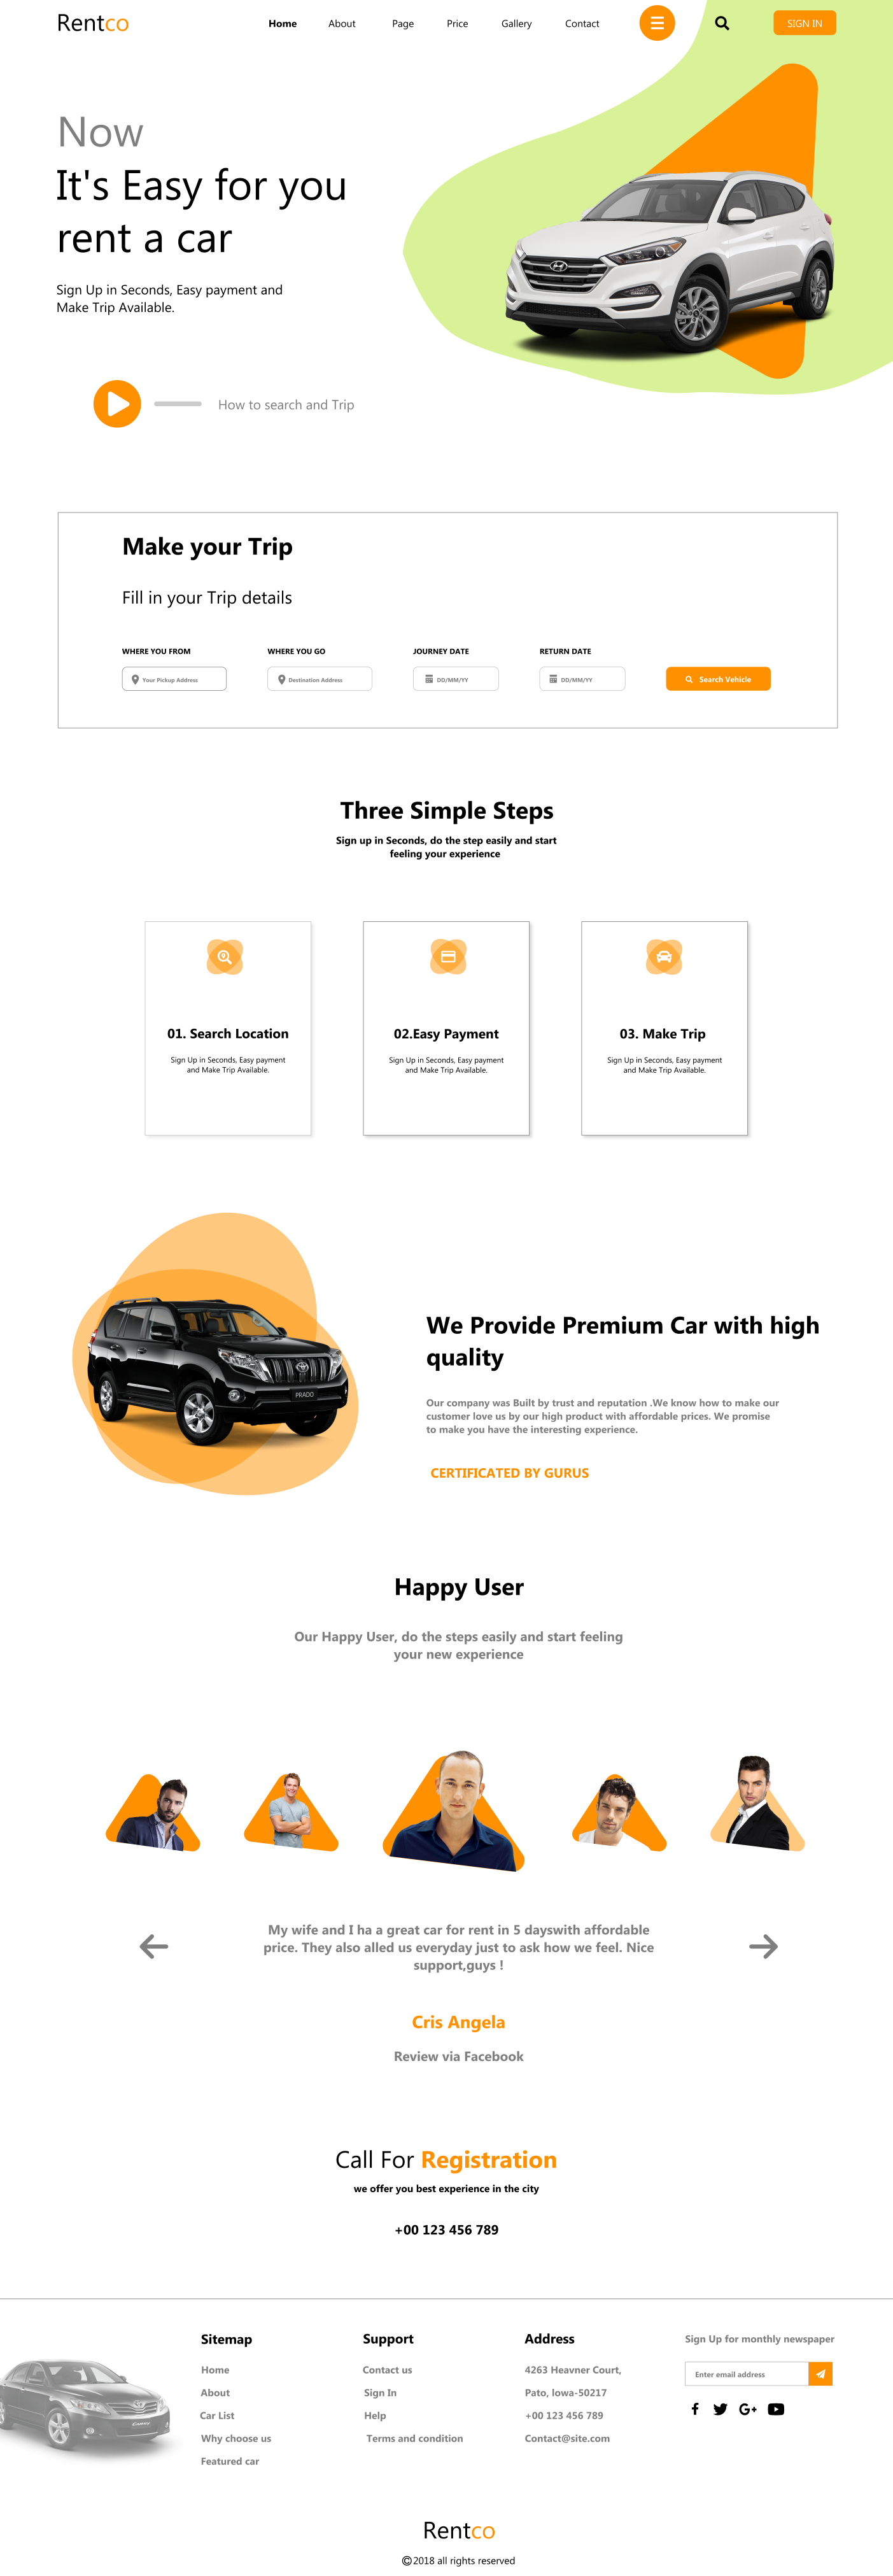 Rentco
Home About Page Price Gallery Contact SIGN IN
Now
It's Easy for you
rent a car
Sign Up in Seconds, Easy payment and
Make Trip Available.
How to search and Trip
Make your Trip
Fill in your Trip details
WHERE YOU FROM WHERE YOU GO JOURNEY DATE RETURN DATE
Your Pickup Address Destination Address DD/MM/YY DD/MM/YY Search Vehicle
Three Simple Steps
Sign up in Seconds, do the step easily and start
feeling your experience
01. Search Location
Sign Up in Seconds, Easy payment
and Make Trip Available.
02.Easy Payment
Sign Up in Seconds, Easy payment
and Make Trip Available.
03. Make Trip
Sign Up in Seconds, Easy payment
and Make Trip Available.
PRADO
We Provide Premium Car with high
quality
Our company was Built by trust and reputation .We know how to make our
customer love us by our high product with affordable prices. We promise
to make you have the interesting experience.
CERTIFICATED BY GURUS
Happy User
Our Happy User, do the steps easily and start feeling
your new experience
My wife and I ha a great car for rent in 5 dayswith affordable
price. They also alled us everyday just to ask how we feel. Nice
support,guys !
Cris Angela
Review via Facebook
Call For Registration
we offer you best experience in the city
+00 123 456 789
Sitemap
Home
About
Car List
Why choose us
Featured car
Support
Contact us
Sign In
Help
Terms and condition
Address
4263 Heavner Court,
Pato, lowa-50217
+00 123 456 789
Contact@site.com
Sign Up for monthly newspaper
Enter email address
Rentco
©2018 all rights reserved